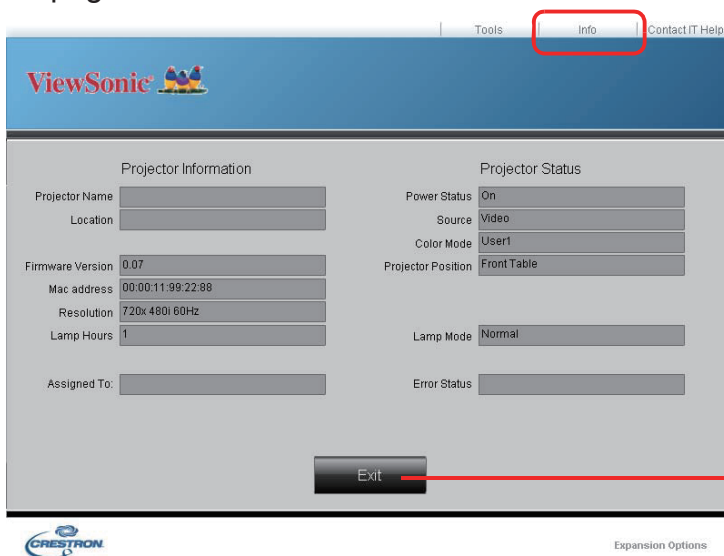 Tools Info Contact IT Help
ViewSonic
Projector Information
Projector Name
Location
Firmware Version 0.07
Mac address 00:00:11:99:22:88
Resolution 720x 480i 60Hz
Lamp Hours 1
Assigned To:
Projector Status
Power Status On
Source Video
Color Mode User1
Projector Position Front Table
Lamp Mode Normal
Error Status
Exit
CRESTRON
Expansion Options